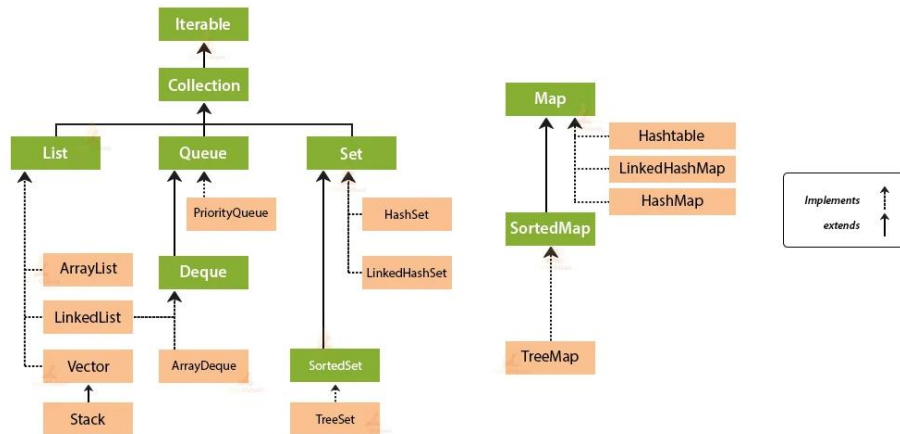 Iterable
Collection
List
Queue
Set
PriorityQueue
HashSet
ArrayList
Deque
LinkedHashSet
LinkedList
Vector
ArrayDeque
SortedSet
Stack
TreeSet
Map
Hashtable
LinkedHashMap
HashMap
SortedMap
TreeMap
Implements
extends